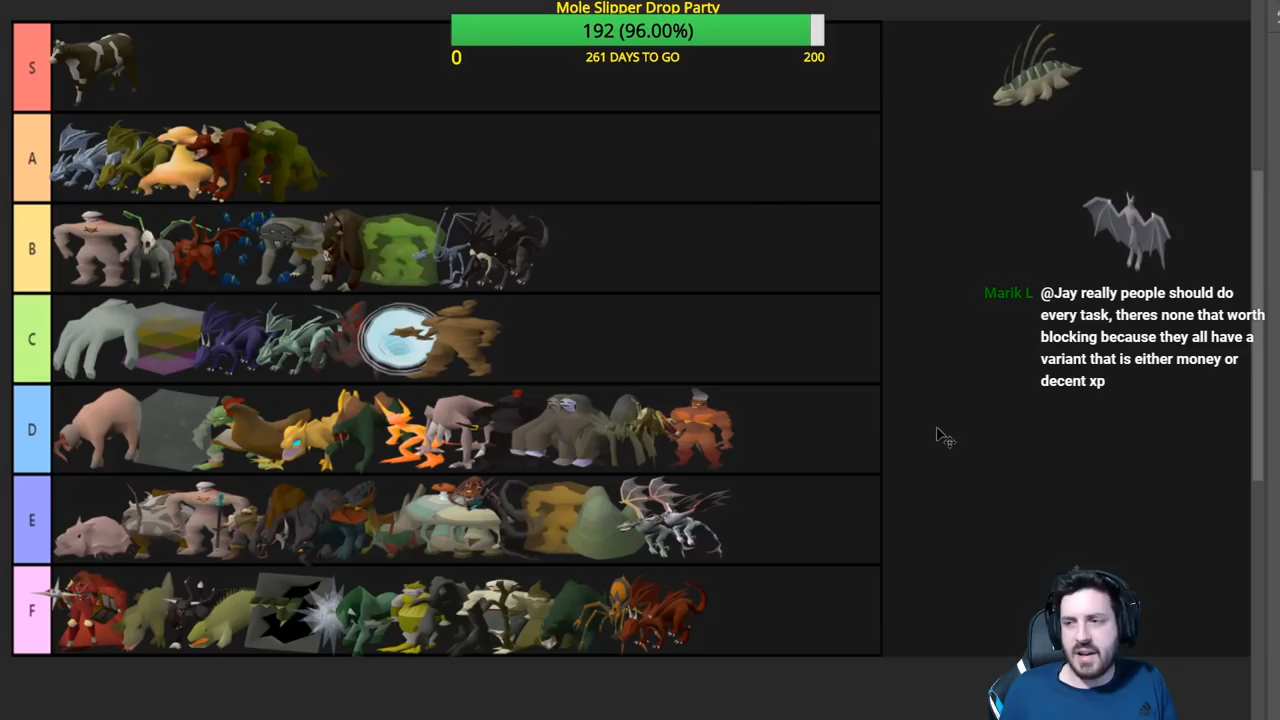 Mole Slipper Drop Party
192 (96.00%)
0 261 DAYS TO GO 200
S
A
B
Marik L @Jay really people should do
every task, theres none that worth
blocking because they all have a
variant that is either money or
decent xp
C
D
E
F